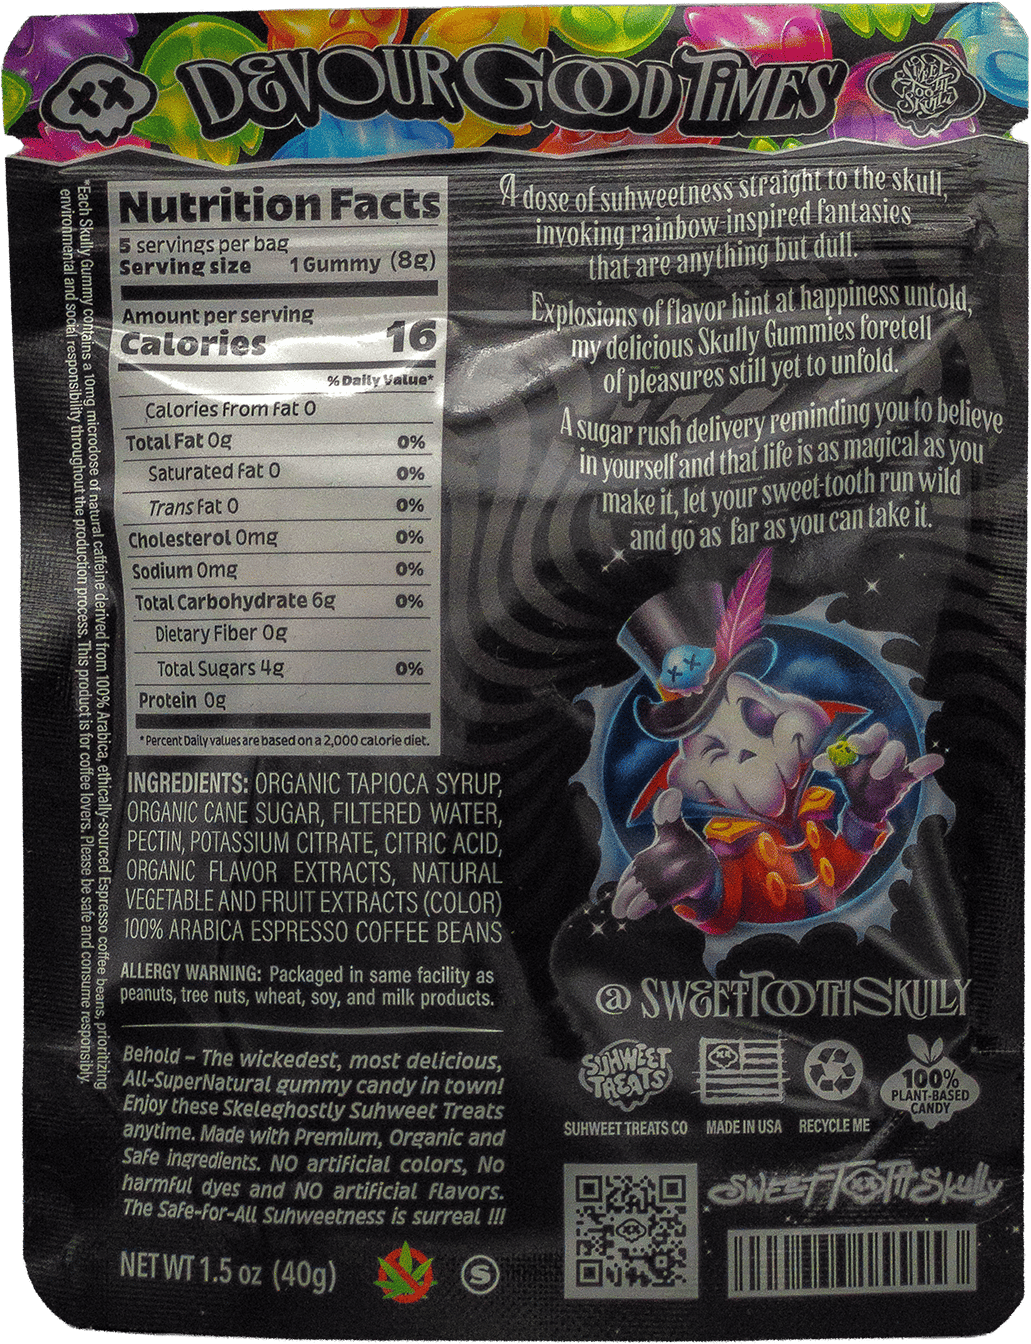 DEVOUR GOOD TIMES
SWEET TOOTH SKULLY
*Each Skully Gummy contains a 10mg microdose of natural caffeine derived from 100% Arabica, ethically-sourced Espresso coffee beans, prioritizing
environmental and social responsibility throughout the production process. This product is for coffee lovers. Please be safe and consume responsibly.
Nutrition Facts
5 servings per bag
Serving size 1 Gummy (8g)
Amount per serving
Calories 16
% Daily Value*
Calories From Fat 0
Total Fat 0g 0%
Saturated Fat 0 0%
Trans Fat 0 0%
Cholesterol 0mg 0%
Sodium 0mg 0%
Total Carbohydrate 6g 0%
Dietary Fiber 0g
Total Sugars 4g 0%
Protein 0g
*Percent Daily values are based on a 2,000 calorie diet.
INGREDIENTS: ORGANIC TAPIOCA SYRUP,
ORGANIC CANE SUGAR, FILTERED WATER,
PECTIN, POTASSIUM CITRATE, CITRIC ACID,
ORGANIC FLAVOR EXTRACTS, NATURAL
VEGETABLE AND FRUIT EXTRACTS (COLOR)
100% ARABICA ESPRESSO COFFEE BEANS
ALLERGY WARNING: Packaged in same facility as
peanuts, tree nuts, wheat, soy, and milk products.
Behold – The wickedest, most delicious,
All-SuperNatural gummy candy in town!
Enjoy these Skeleghostly Suhweet Treats
anytime. Made with Premium, Organic and
Safe ingredients. NO artificial colors, No
harmful dyes and NO artificial Flavors.
The Safe-For-All Suhweetness is surreal !!!
NET WT 1.5 oz (40g)
S
A dose of suhweetness straight to the skull,
invoking rainbow-inspired fantasies
that are anything but dull.
Explosions of flavor hint at happiness untold,
my delicious Skully Gummies foretell
of pleasures still yet to unfold.
A sugar rush delivery reminding you to believe
in yourself and that life is as magical as you
make it, let your sweet-tooth run wild
and go as far as you can take it.
@ SWEETTOOTHSKULLY
SUHWEET
TREATS
100%
PLANT-BASED
CANDY
SUHWEET TREATS CO MADE IN USA RECYCLE ME
SWEET TOOTH Skully